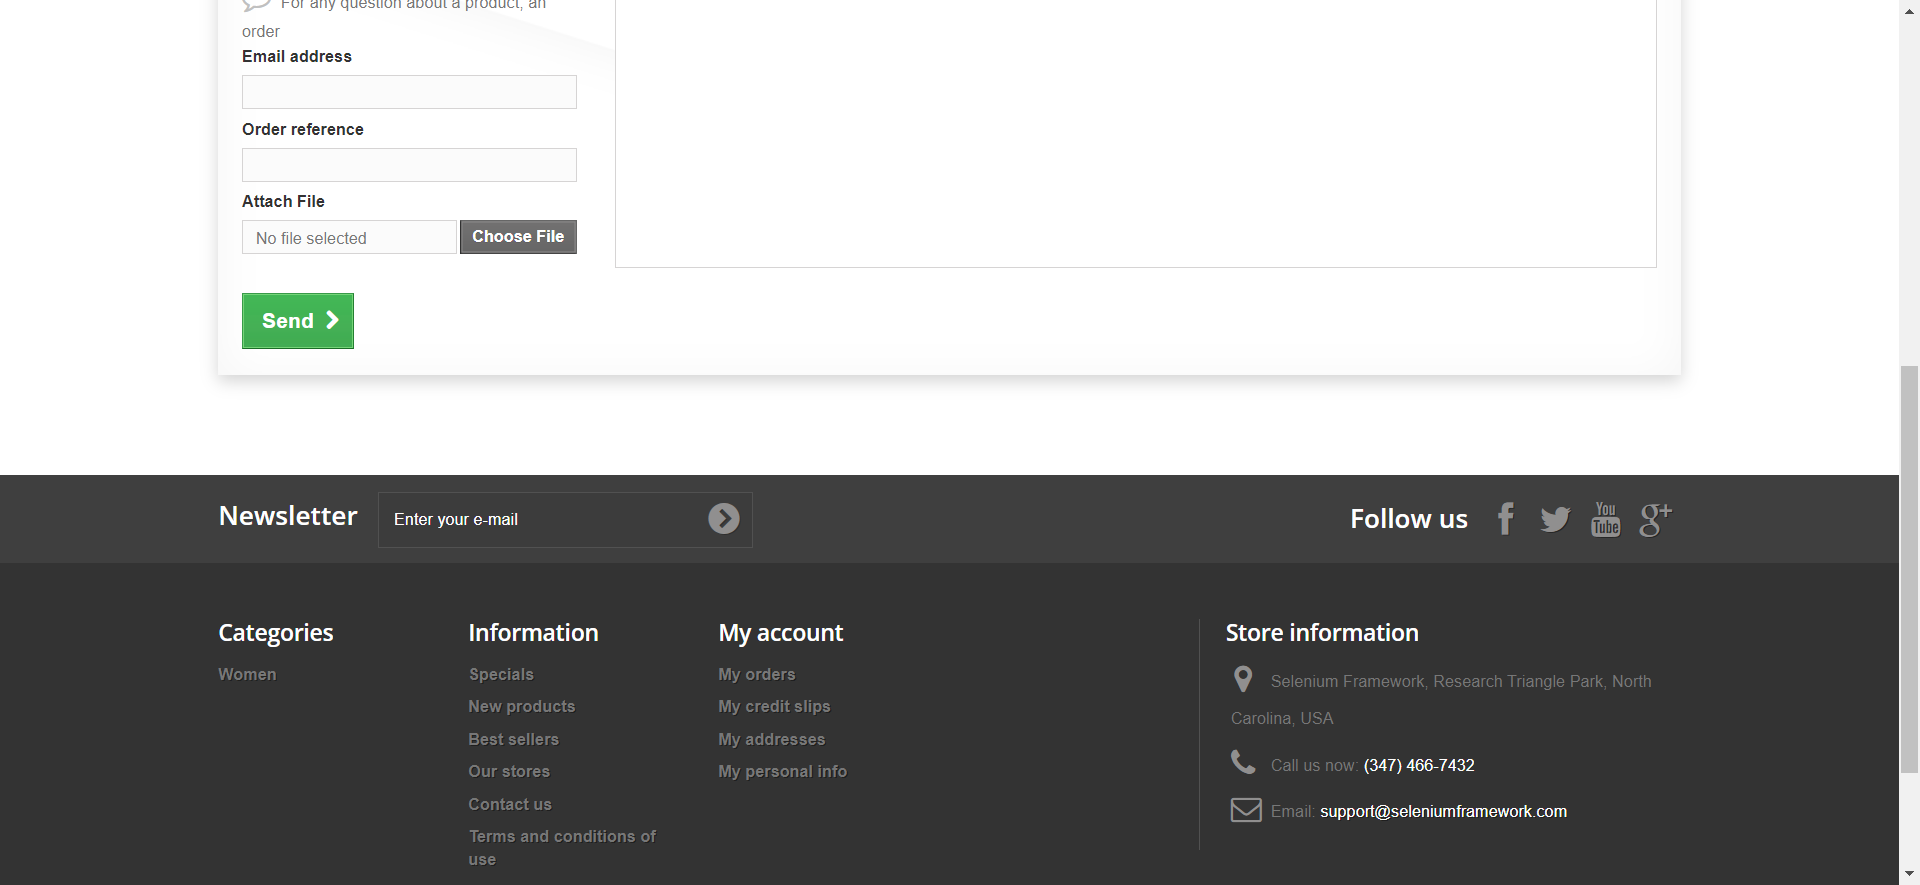 For any question about a product, an
order
Email address
Order reference
Attach File
No file selected
Choose File
Send
Newsletter
Enter your e-mail
Follow us
You
Tube
g+
Categories
Women
Information
Specials
New products
Best sellers
Our stores
Contact us
Terms and conditions of
use
My account
My orders
My credit slips
My addresses
My personal info
Store information
Selenium Framework, Research Triangle Park, North
Carolina, USA
Call us now: (347) 466-7432
Email: support@seleniumframework.com